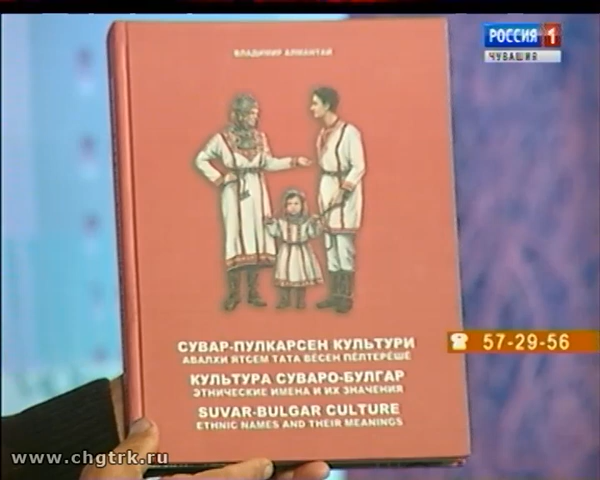 ВЛАДИМИР АЛМАНТАЙ
РОССИЯ 1
ЧУВАШИЯ
СУВАР-ПУЛКАРСЕН КУЛЬТУРИ
АВАЛХИ ЯТСЕМ ТАТА ВĔСЕН ПĔЛТЕРĔШĔ
57-29-56
КУЛЬТУРА СУВАРО-БУЛГАР
ЭТНИЧЕСКИЕ ИМЕНА И ИХ ЗНАЧЕНИЯ
SUVAR-BULGAR CULTURE
ETHNIC NAMES AND THEIR MEANINGS
www.chgtrk.ru